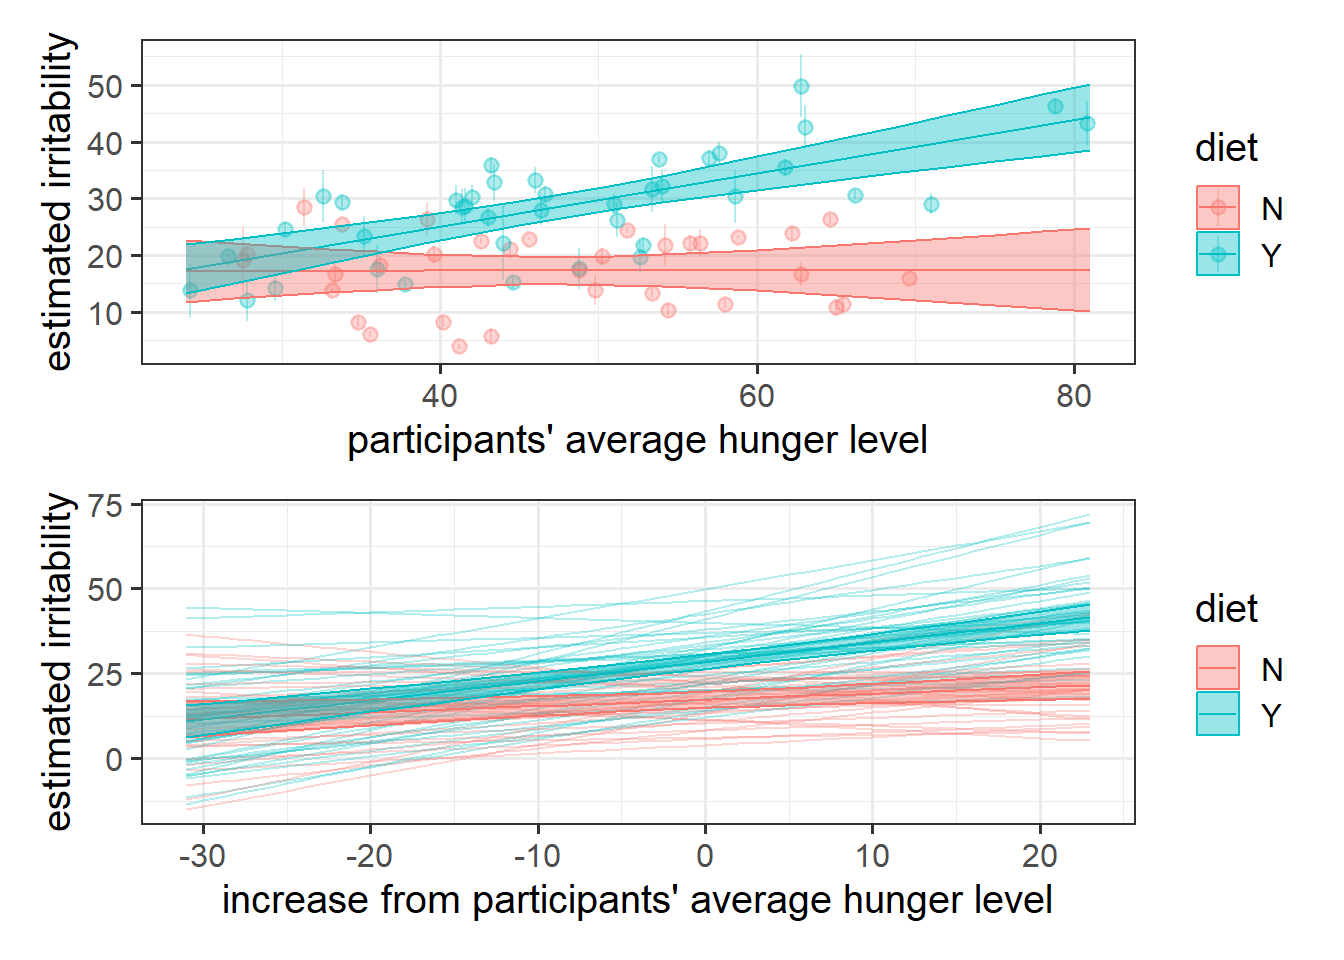 estimated irritability
50
40
30
20
10
40
60
80
participants' average hunger level
diet
N
Y
estimated irritability
75
50
25
0
-30
-20
-10
0
10
20
increase from participants' average hunger level
diet
N
Y